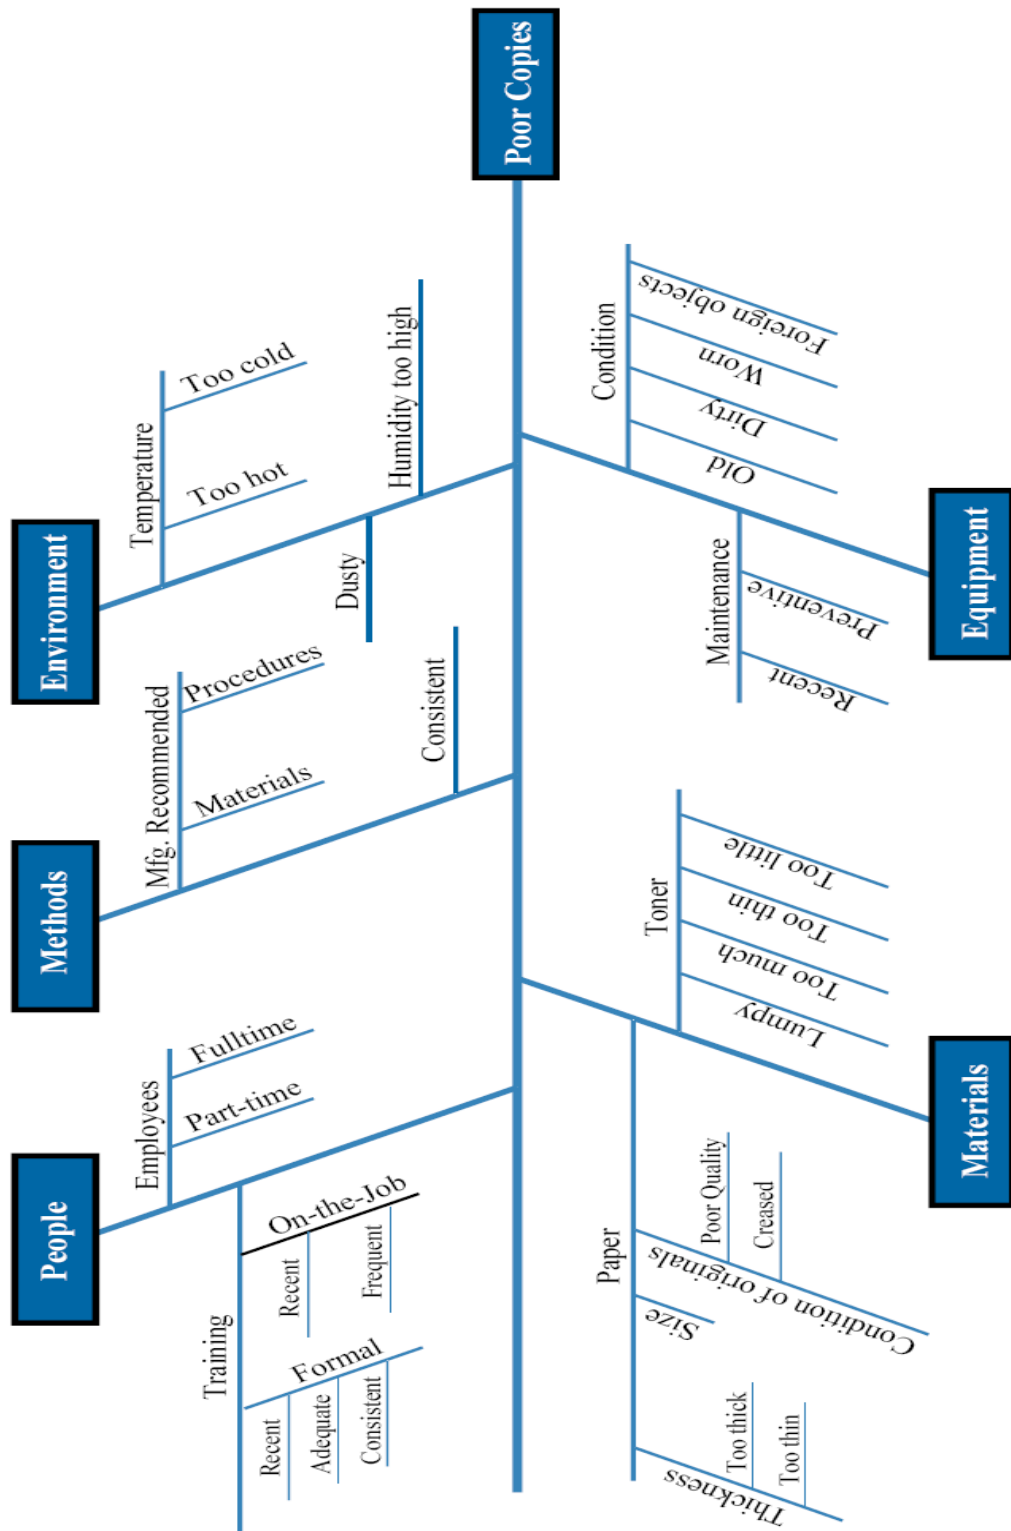 People
Methods
Environment
Employees
Fulltime
Part-time
Training
On-the-Job
Recent
Frequent
Formal
Recent
Adequate
Consistent
Mfg. Recommended
Procedures
Materials
Consistent
Temperature
Too cold
Too hot
Humidity too high
Dusty
Poor Copies
Paper
Thickness
Too thick
Too thin
Size
Condition of originals
Poor Quality
Creased
Toner
Lumpy
Too much
Too thin
Too little
Maintenance
Recent
Preventive
Condition
Old
Dirty
Worn
Foreign objects
Materials
Equipment